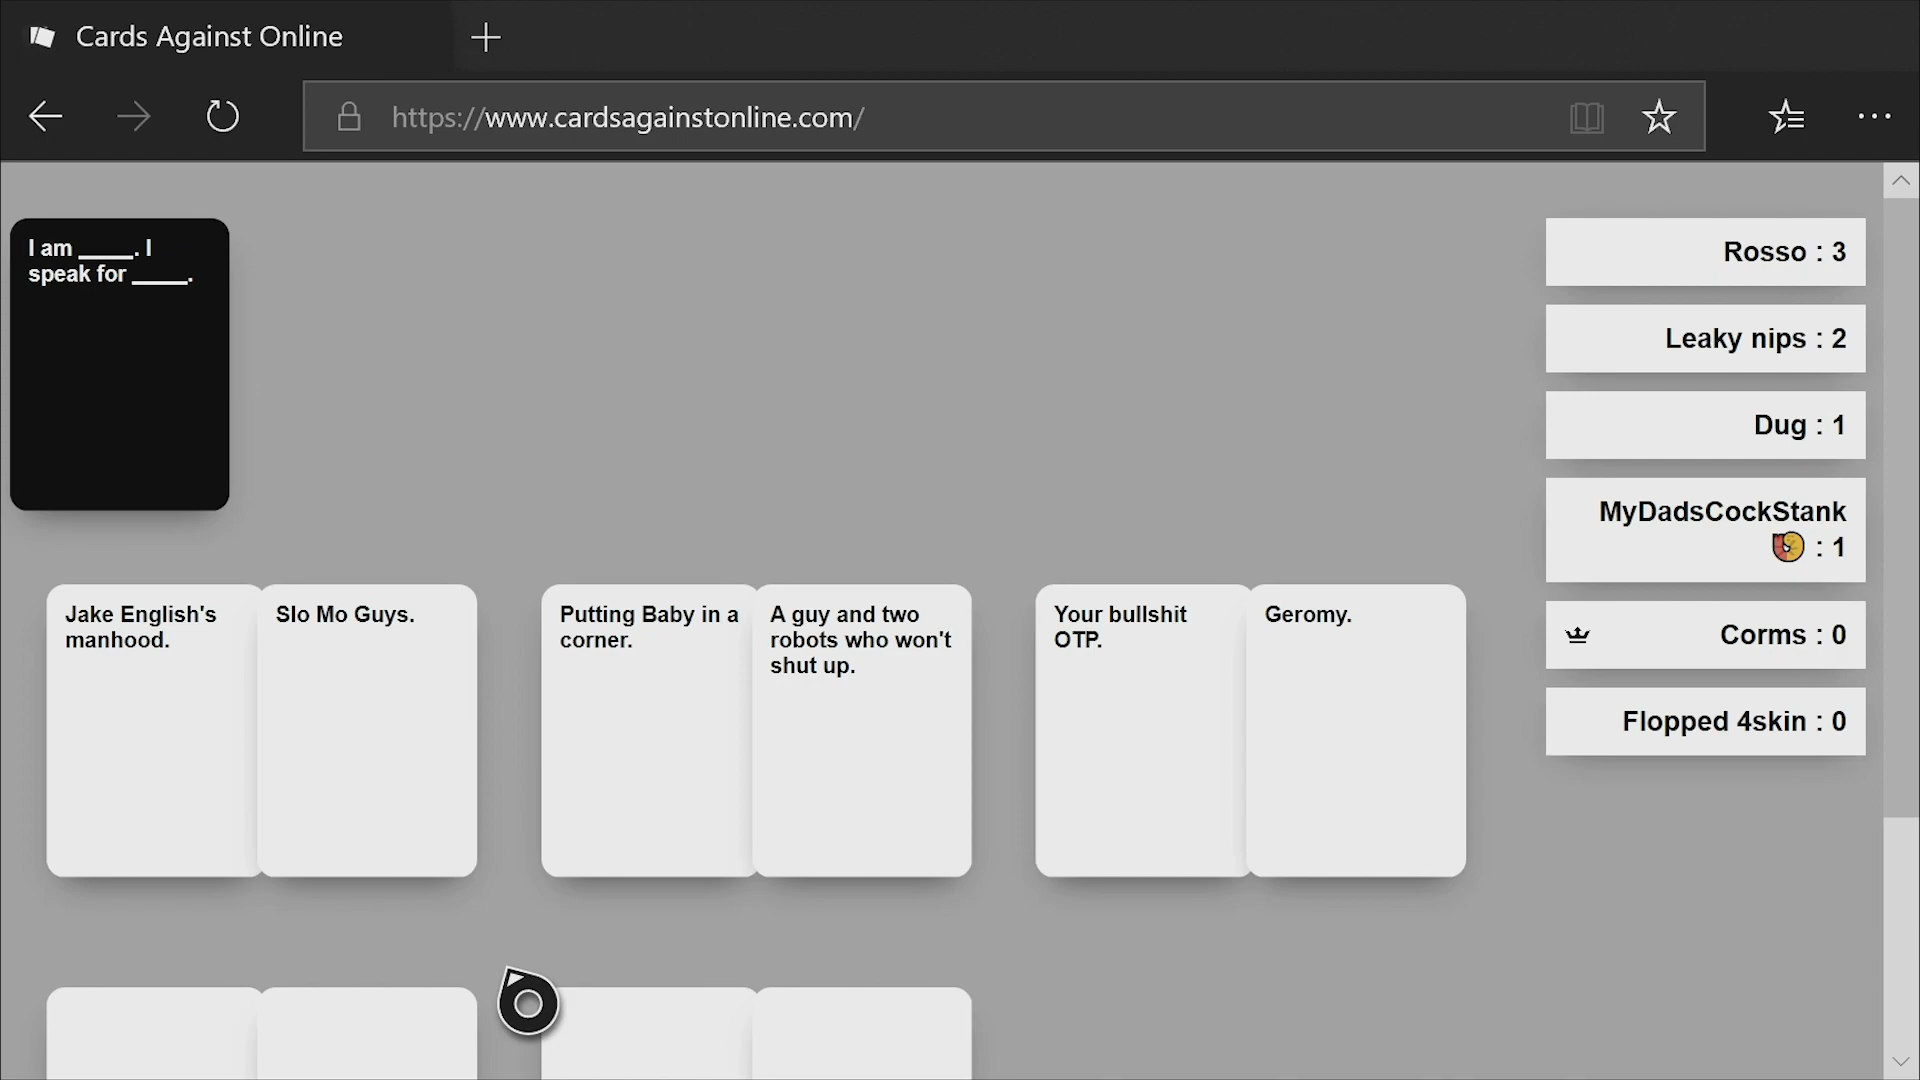 Cards Against Online
https://www.cardsagainstonline.com/
I am _____. I
speak for _____.
Rosso : 3
Leaky nips : 2
Dug : 1
MyDadsCockStank
: 1
Corms : 0
Flopped 4skin : 0
Jake English's
manhood.
Slo Mo Guys.
Putting Baby in a
corner.
A guy and two
robots who won't
shut up.
Your bullshit
OTP.
Geromy.